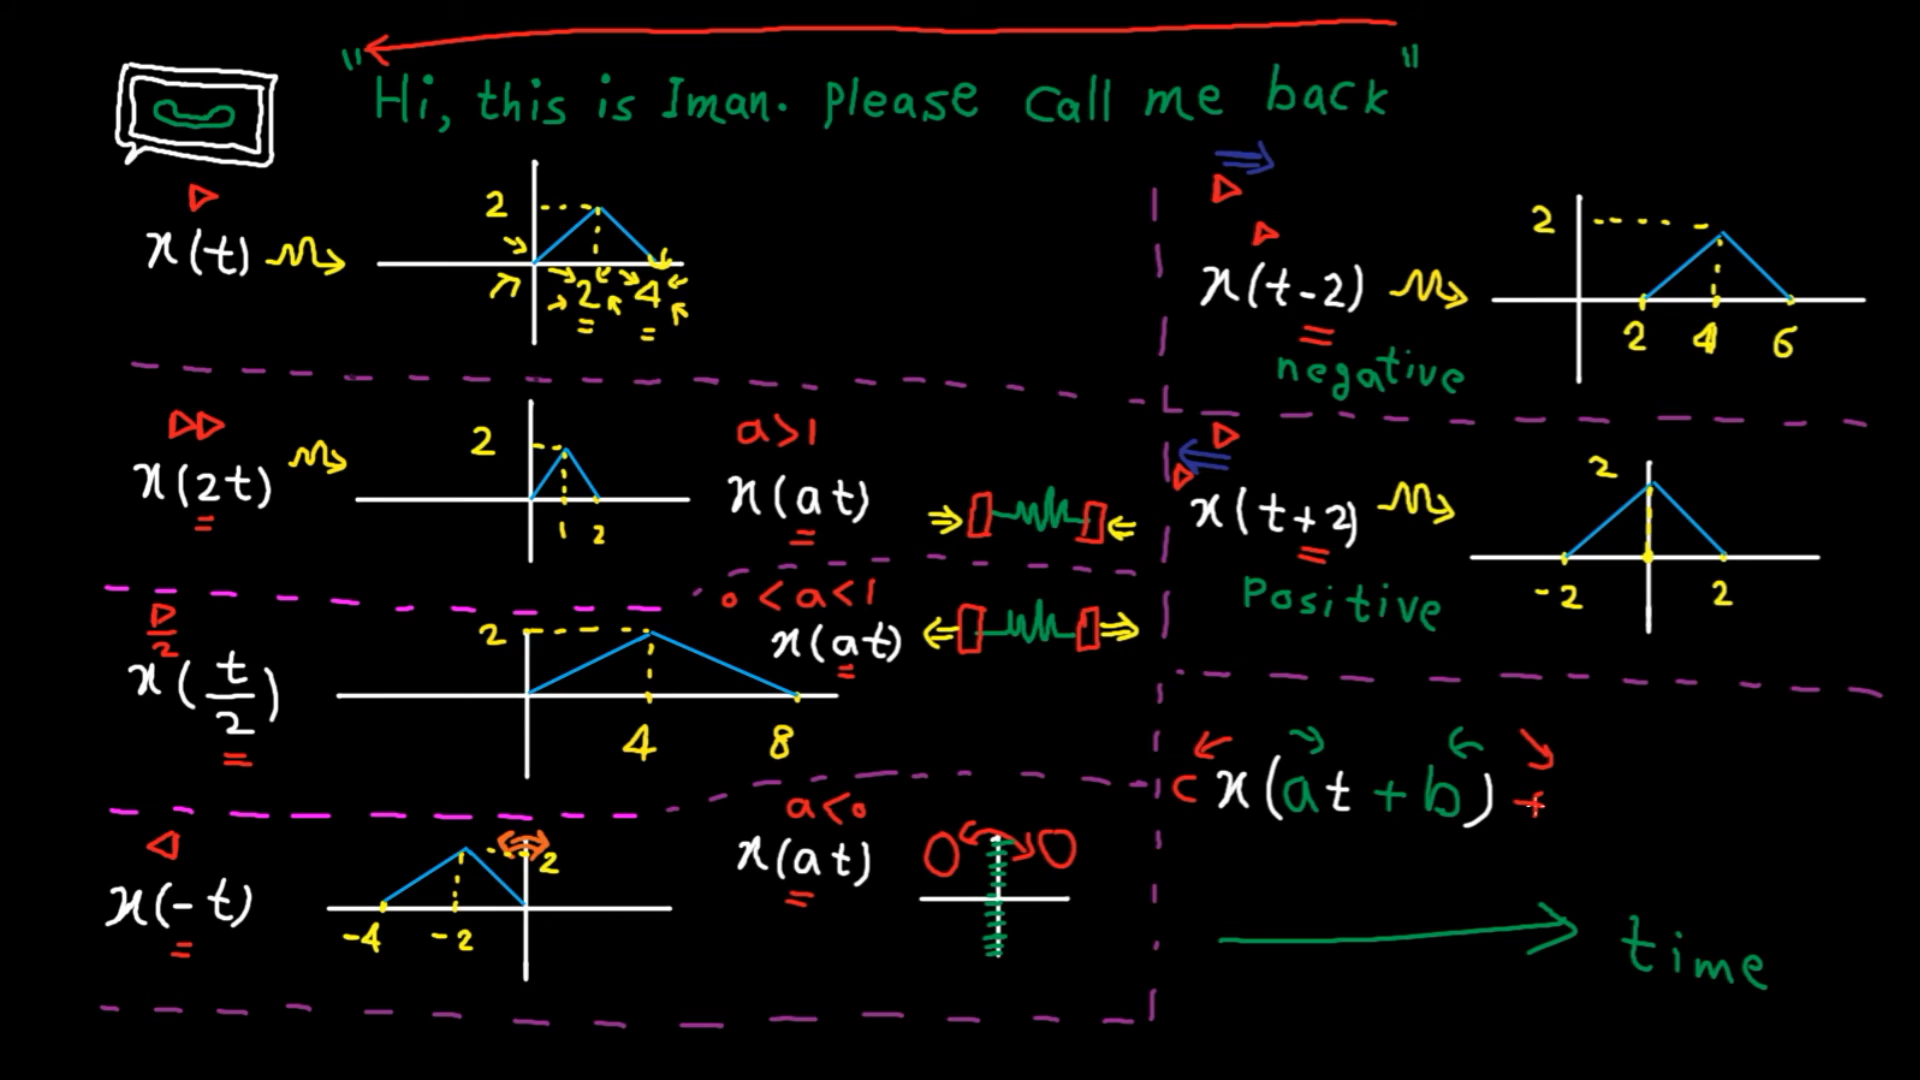 "Hi, this is Iman. Please Call me back"
x(t)
2
2 4
x(2t)
2
1 2
a>1
x(at)
x(t/2)
2
4 8
0<a<1
x(at)
x(-t)
2
-4 -2
a<0
x(at)
x(t-2)
negative
2
2 4 6
x(t+2)
Positive
2
-2 2
c x(at+b) +
time